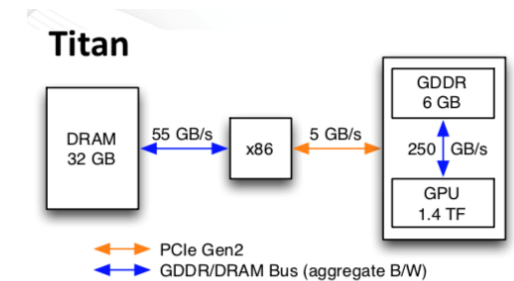 Titan
DRAM
32 GB
55 GB/s
x86
5 GB/s
GDDR
6 GB
250 GB/s
GPU
1.4 TF
PCIe Gen2
GDDR/DRAM Bus (aggregate B/W)